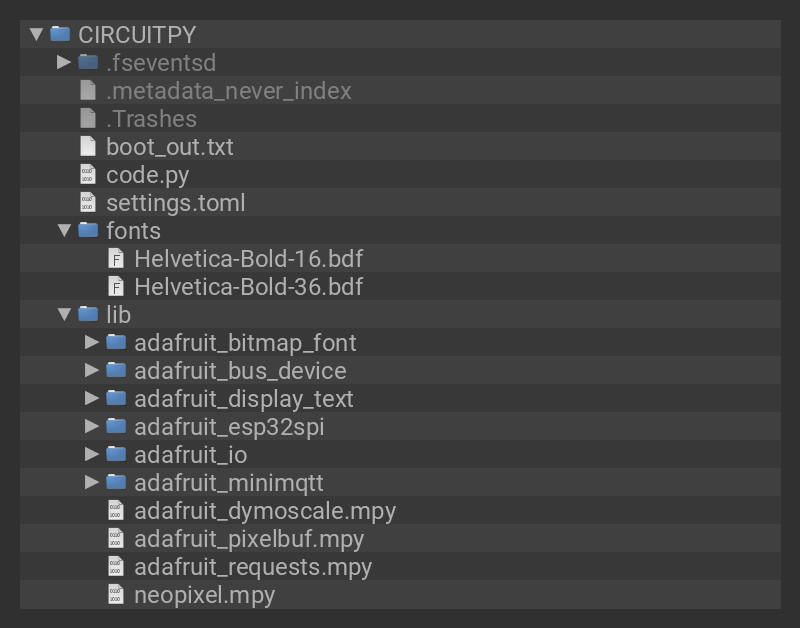 CIRCUITPY
.fseventsd
.metadata_never_index
.Trashes
boot_out.txt
code.py
settings.toml
fonts
Helvetica-Bold-16.bdf
Helvetica-Bold-36.bdf
lib
adafruit_bitmap_font
adafruit_bus_device
adafruit_display_text
adafruit_esp32spi
adafruit_io
adafruit_minimqtt
adafruit_dymoscale.mpy
adafruit_pixelbuf.mpy
adafruit_requests.mpy
neopixel.mpy